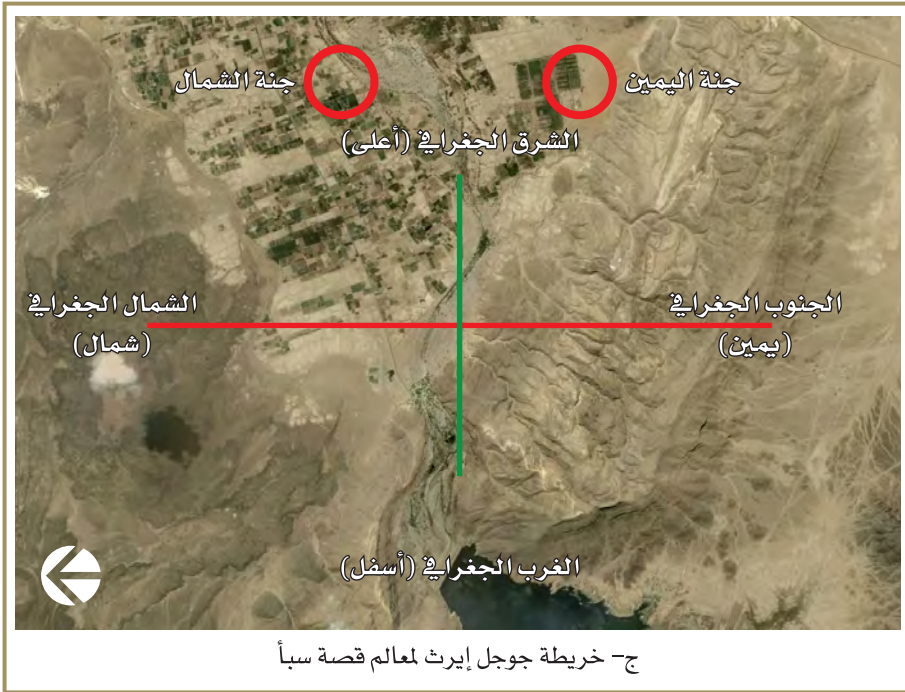 جنة اليمين
جنة الشمال
الشرق الجغرافي (أعلى)
الجنوب الجغرافي
(يمين)
الشمال الجغرافي
(شمال)
الغرب الجغرافي (أسفل)
ج- خريطة جوجل إيرث لمعالم قصة سبأ